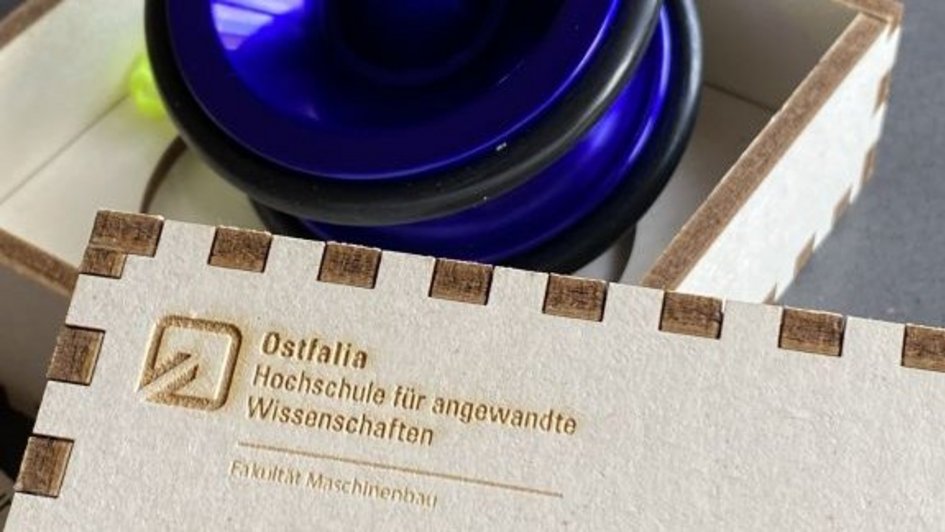 Ostfalia
Hochschule für angewandte
Wissenschaften
Fakultät Maschinenbau